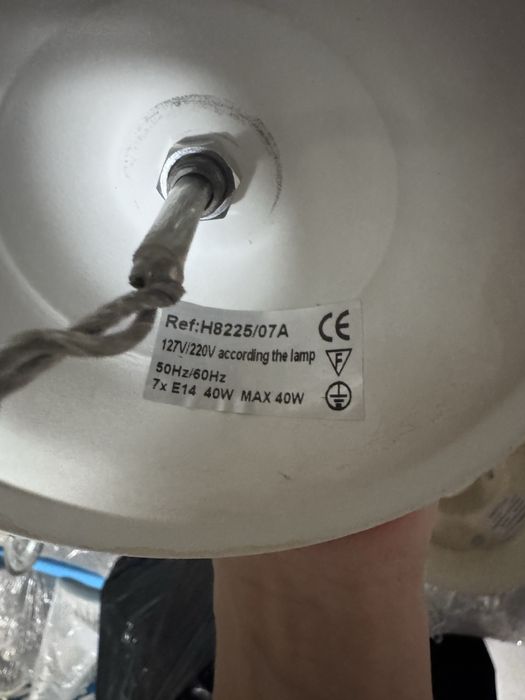 Ref:H8225/07A
CE
127V/220V according the lamp
F
50Hz/60Hz
7x E14 40W MAX 40W